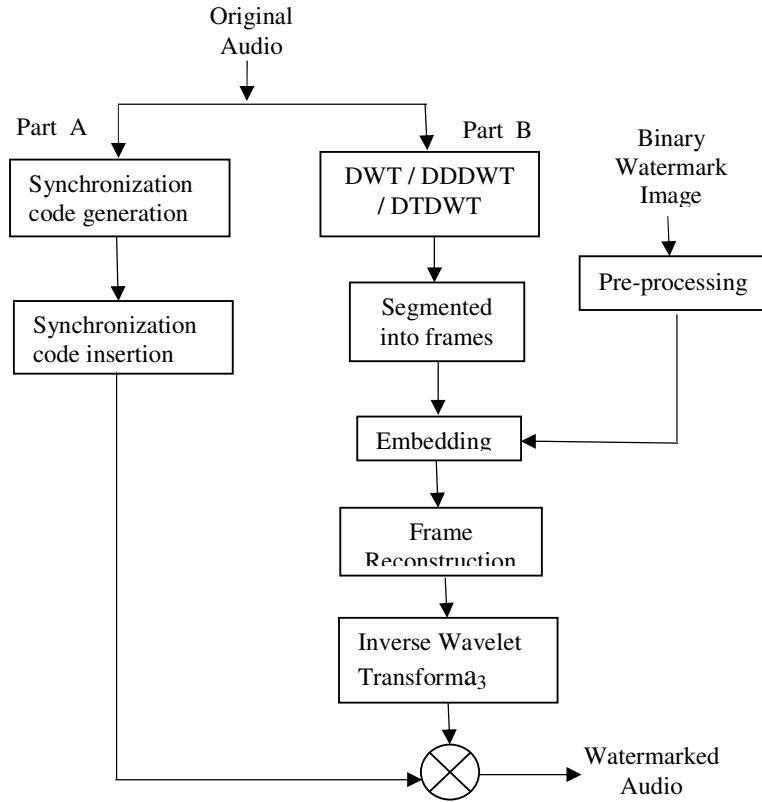 Original
Audio
Part A
Part B
Synchronization
code generation
DWT / DDDWT
/ DTDWT
Binary
Watermark
Image
Pre-processing
Synchronization
code insertion
Segmented
into frames
Embedding
Frame
Reconstruction
Inverse Wavelet
Transforma₃
Watermarked
Audio